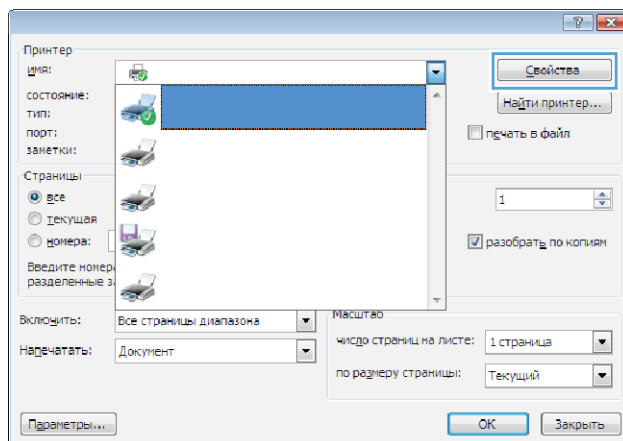 Принтер
имя:
Свойства
состояние:
Найти принтер...
тип:
порт:
печать в файл
заметки:
Страницы
все
1
текущая
номера:
разобрать по копиям
Введите номер
разделенные з
Включить:
Все страницы диапазона
Масштаб
число страниц на листе:
1 страница
Напечатать:
Документ
по размеру страницы:
Текущий
Параметры...
ОК
Закрыть